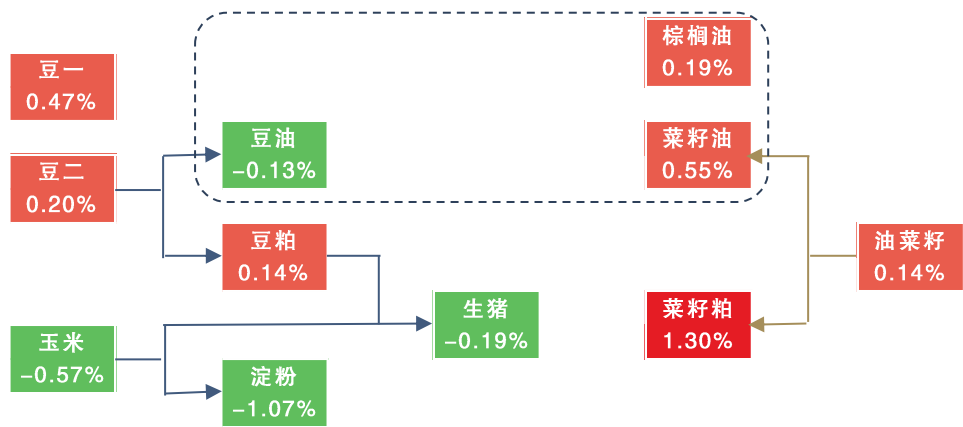 棕榈油
0.19%
豆一
0.47%
豆油
−0.13%
菜籽油
0.55%
豆二
0.20%
豆粕
0.14%
油菜籽
0.14%
生猪
−0.19%
菜籽粕
1.30%
玉米
−0.57%
淀粉
−1.07%